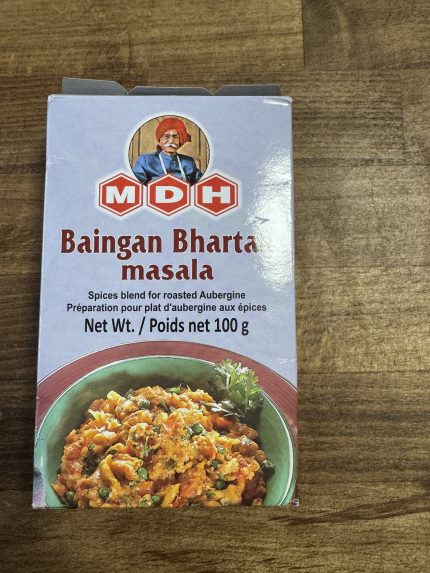 MDH
Baingan Bharta
masala
Spices blend for roasted Aubergine
Préparation pour plat d'aubergine aux épices
Net Wt. / Poids net 100 g